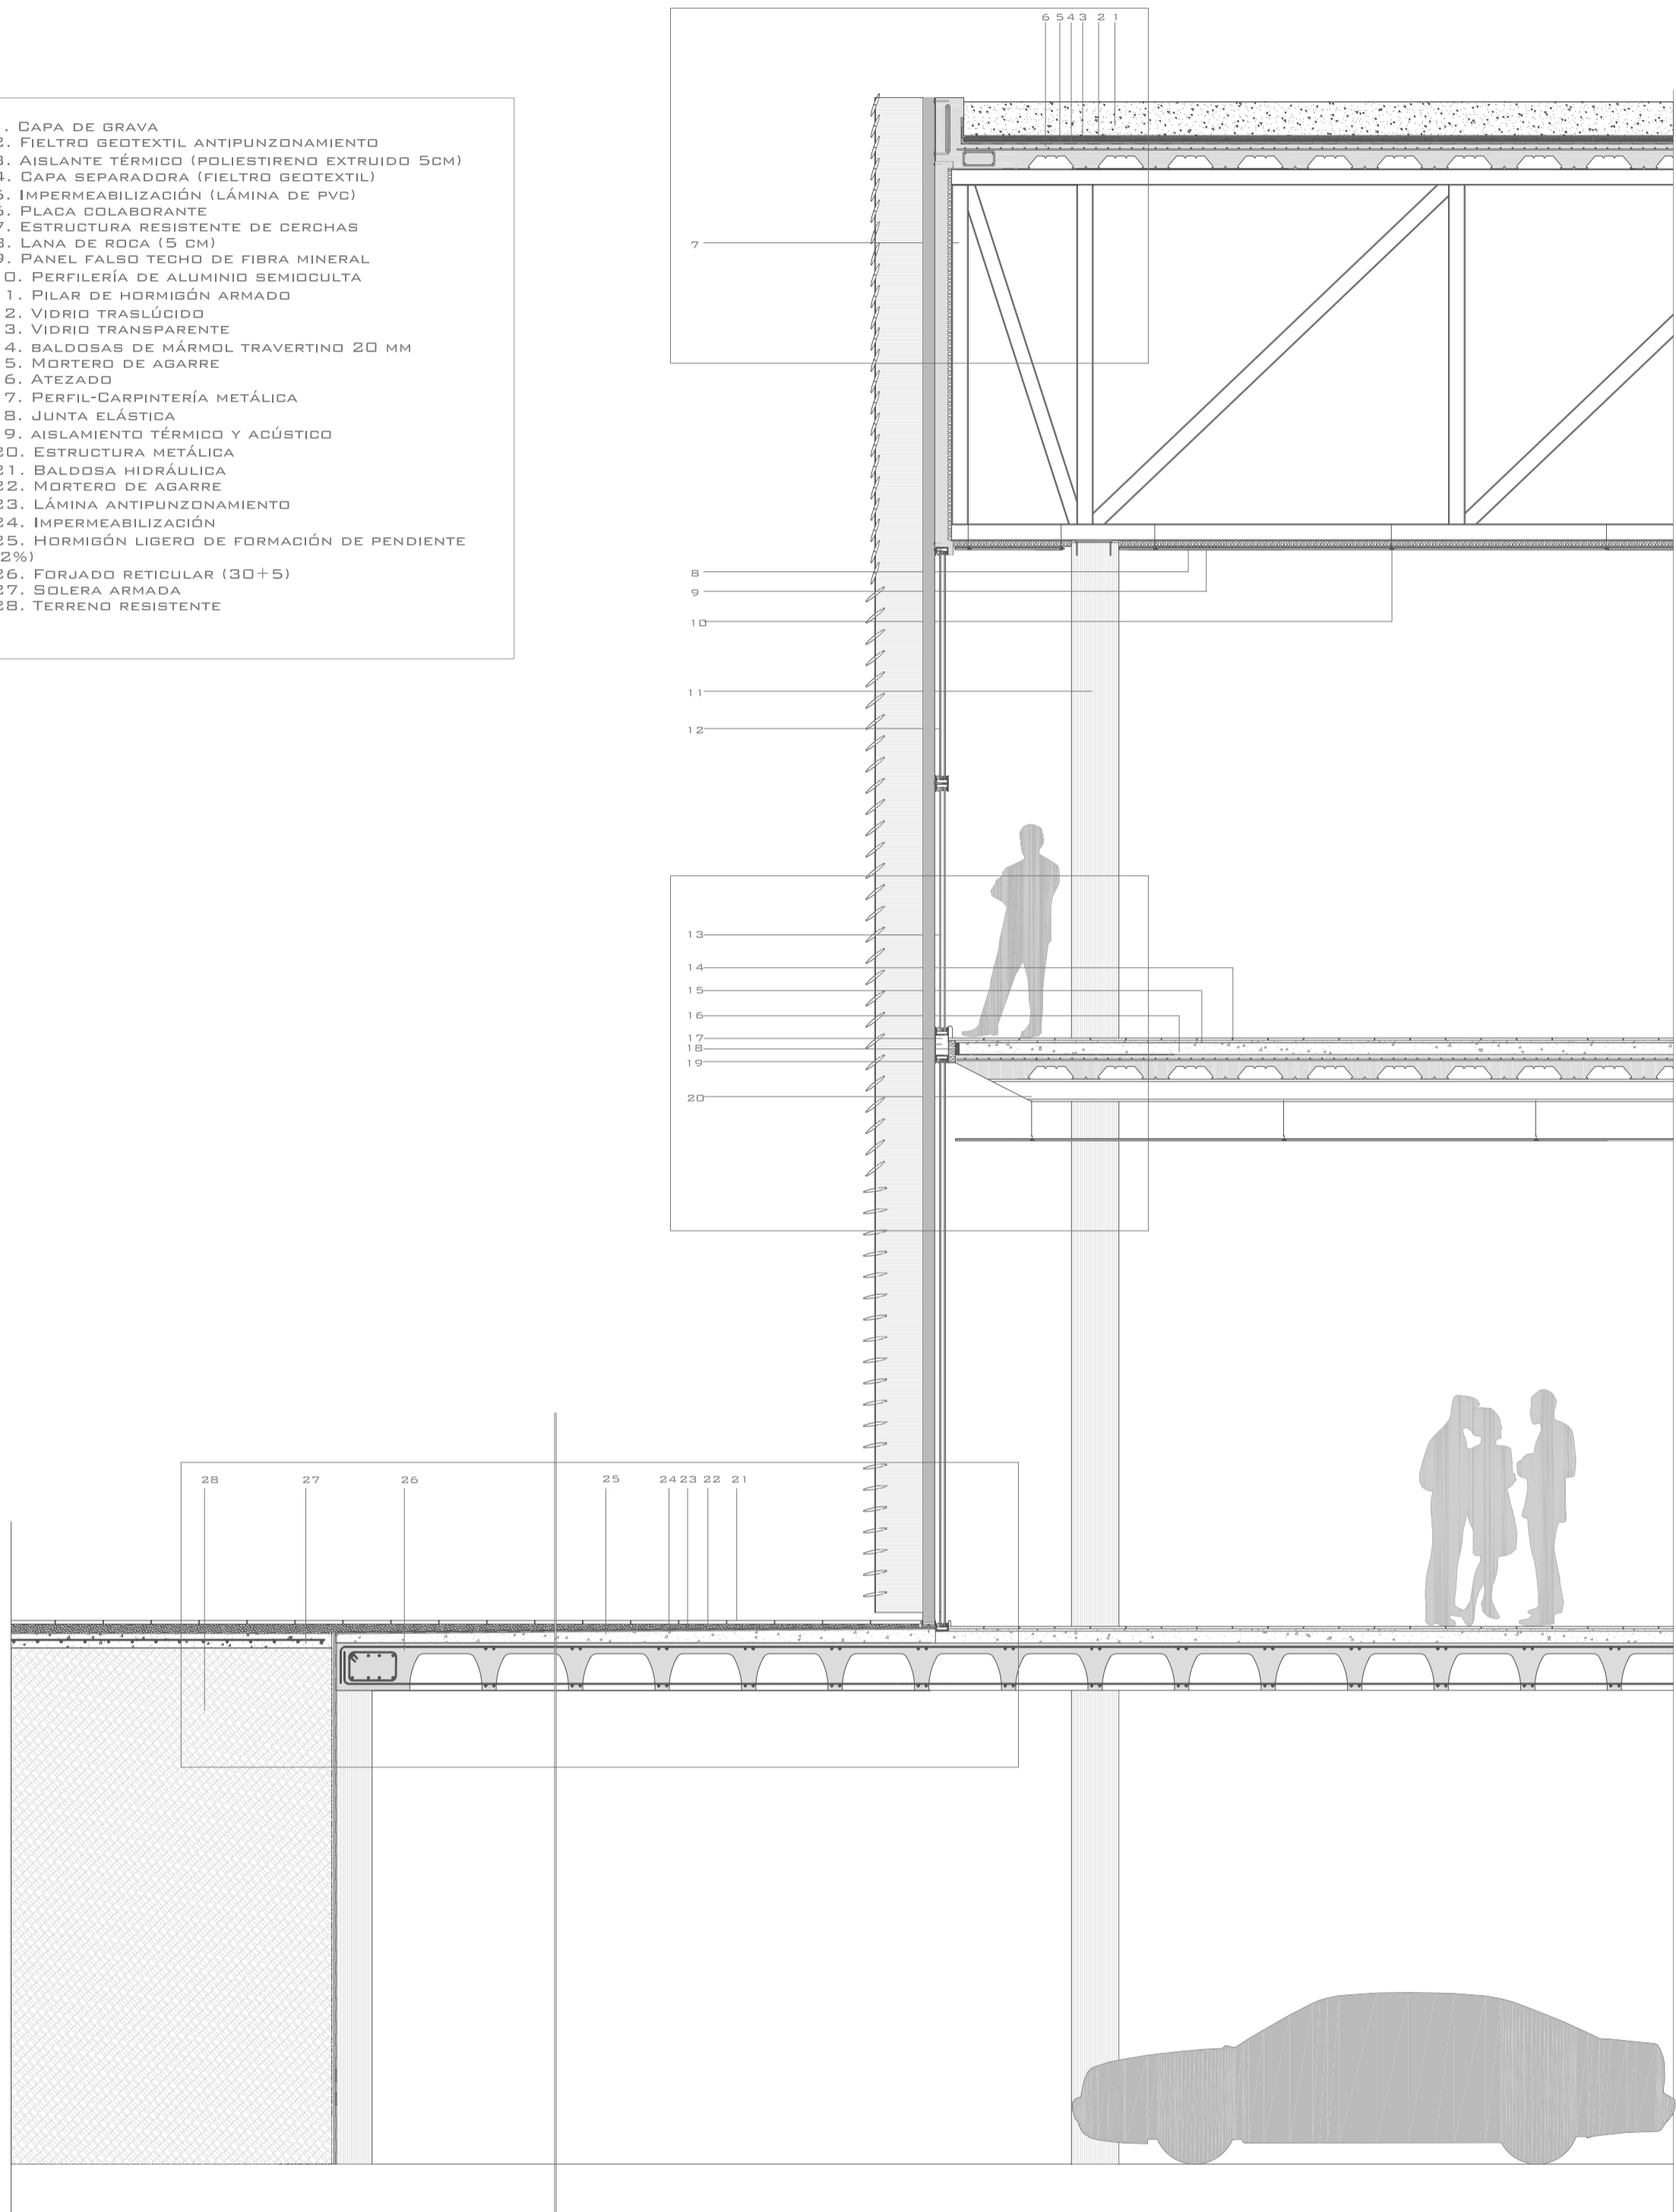 . CAPA DE GRAVA
2. FIELTRO GEOTEXTIL ANTIPUNZONAMIENTO
3. AISLANTE TÉRMICO (POLIESTIRENO EXTRUIDO 5CM)
4. CAPA SEPARADORA (FIELTRO GEOTEXTIL)
5. IMPERMEABILIZACIÓN (LÁMINA DE PVC)
6. PLACA COLABORANTE
7. ESTRUCTURA RESISTENTE DE CERCHAS
8. LANA DE ROCA (5 CM)
9. PANEL FALSO TECHO DE FIBRA MINERAL
0. PERFILERÍA DE ALUMINIO SEMIOCULTA
1. PILAR DE HORMIGÓN ARMADO
2. VIDRIO TRASLÚCIDO
3. VIDRIO TRANSPARENTE
4. BALDOSAS DE MÁRMOL TRAVERTINO 20 MM
5. MORTERO DE AGARRE
6. ATEZADO
7. PERFIL-CARPINTERÍA METÁLICA
8. JUNTA ELÁSTICA
9. AISLAMIENTO TÉRMICO Y ACÚSTICO
20. ESTRUCTURA METÁLICA
21. BALDOSA HIDRÁULICA
22. MORTERO DE AGARRE
23. LÁMINA ANTIPUNZONAMIENTO
24. IMPERMEABILIZACIÓN
25. HORMIGÓN LIGERO DE FORMACIÓN DE PENDIENTE
2%)
26. FORJADO RETICULAR (30+5)
27. SOLERA ARMADA
28. TERRENO RESISTENTE
6 5 4 3 2 1
7
8
9
10
11
12
13
14
15
16
17
18
19
20
28 27 26 25 24 23 22 21